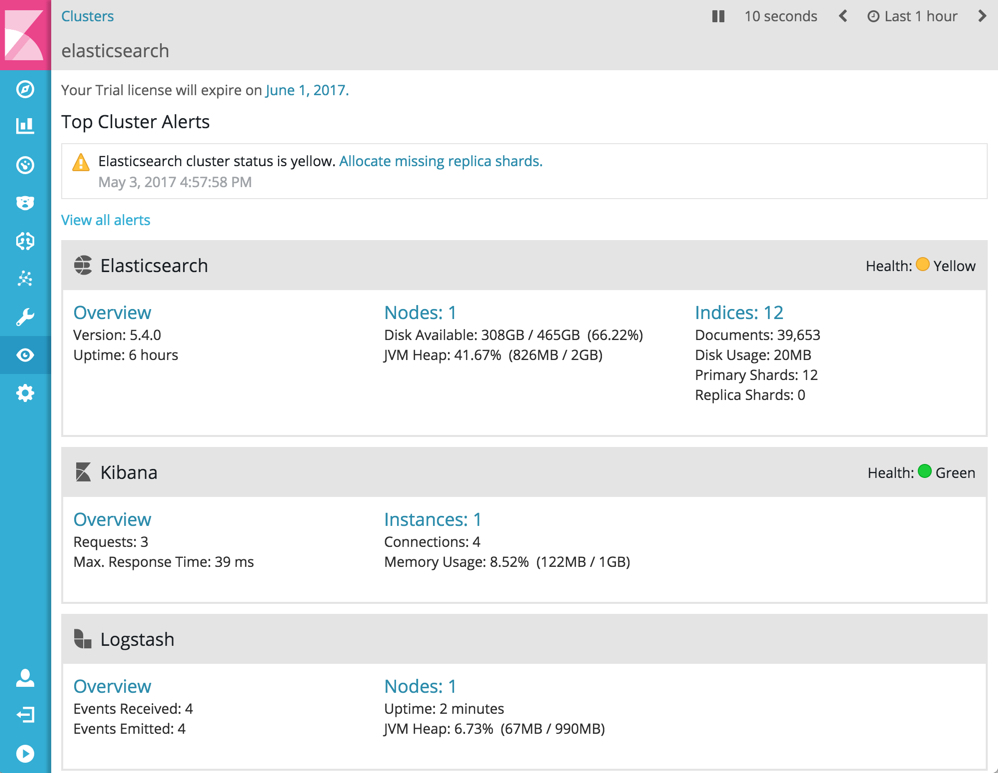 Clusters
10 seconds
Last 1 hour
elasticsearch
Your Trial license will expire on June 1, 2017.
Top Cluster Alerts
Elasticsearch cluster status is yellow. Allocate missing replica shards.
May 3, 2017 4:57:58 PM
View all alerts
Elasticsearch
Health: Yellow
Overview
Version: 5.4.0
Uptime: 6 hours
Nodes: 1
Disk Available: 308GB / 465GB (66.22%)
JVM Heap: 41.67% (826MB / 2GB)
Indices: 12
Documents: 39,653
Disk Usage: 20MB
Primary Shards: 12
Replica Shards: 0
Kibana
Health: Green
Overview
Requests: 3
Max. Response Time: 39 ms
Instances: 1
Connections: 4
Memory Usage: 8.52% (122MB / 1GB)
Logstash
Overview
Events Received: 4
Events Emitted: 4
Nodes: 1
Uptime: 2 minutes
JVM Heap: 6.73% (67MB / 990MB)